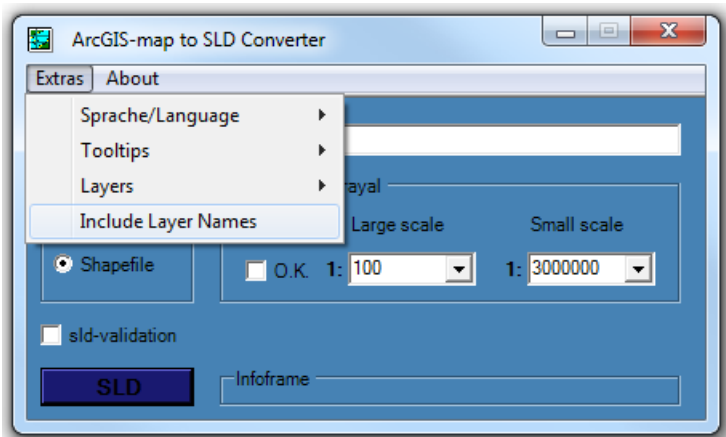 ArcGIS-map to SLD Converter
Extras About
Sprache/Language
Tooltips
Layers
Include Layer Names
Large scale Small scale
Shapefile O.K. 1: 100 1: 3000000
sld-validation
SLD Infoframe